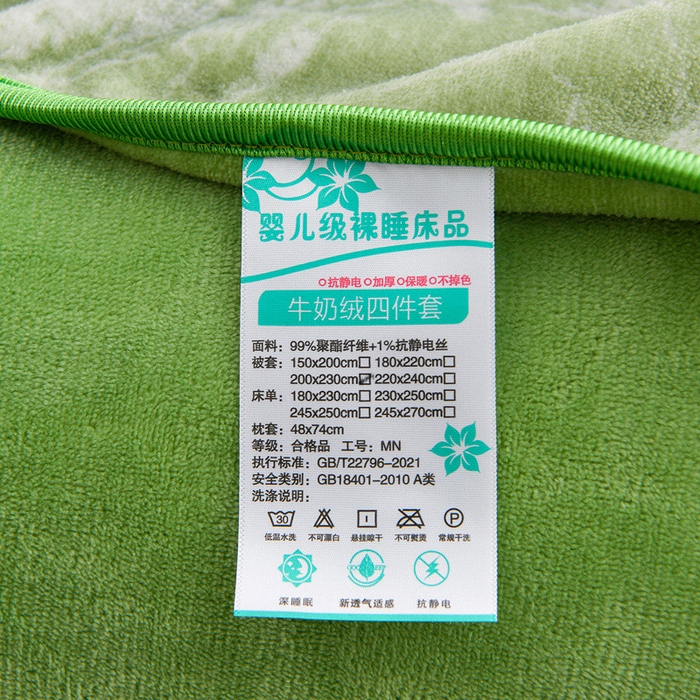 婴儿级裸睡床品
抗静电 加厚 保暖 不掉色
牛奶绒四件套
面料：99%聚酯纤维+1%抗静电丝
被套：150x200cm□ 180x220cm□
200x230cm☑ 220x240cm□
床单：180x230cm□ 230x250cm□
245x250cm□ 245x270cm□
枕套：48x74cm
等级：合格品 工号：MN
执行标准：GB/T22796-2021
安全类别：GB18401-2010 A类
洗涤说明：
30 P
低温水洗 不可漂白 悬挂晾干 不可熨烫 常规干洗
深睡眠 新透气适感 抗静电